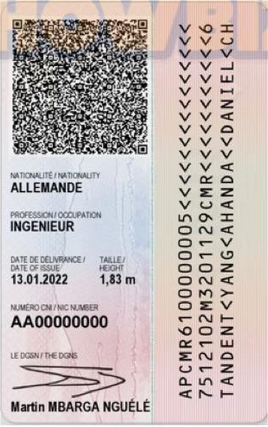 NATIONALITÉ / NATIONALITY
ALLEMANDE
PROFESSION / OCCUPATION
INGENIEUR
DATE DE DÉLIVRANCE /
DATE OF ISSUE
TAILLE /
HEIGHT
13.01.2022
1,83 m
NUMÉRO CNI / NIC NUMBER
AA00000000
LE DGSN / THE DGNS
Martin MBARGA NGUÉLÉ
APCMR6100000005<<<<<<<<<<<<<<<
7512102M3201129CMR<<<<<<<<<<<6
TANDENT<YANG<AHANDA<<DANIEL<CH